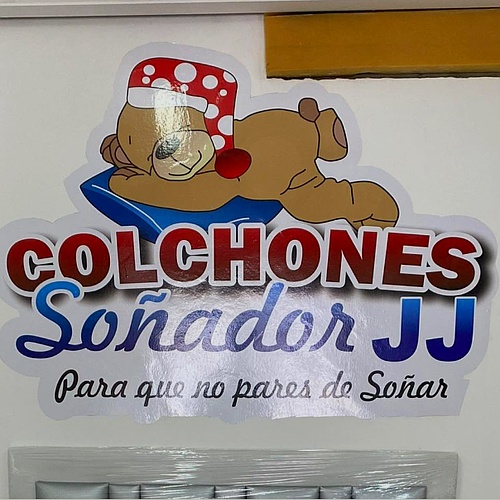 COLCHONES
Soñador JJ
Para que no pares de Soñar